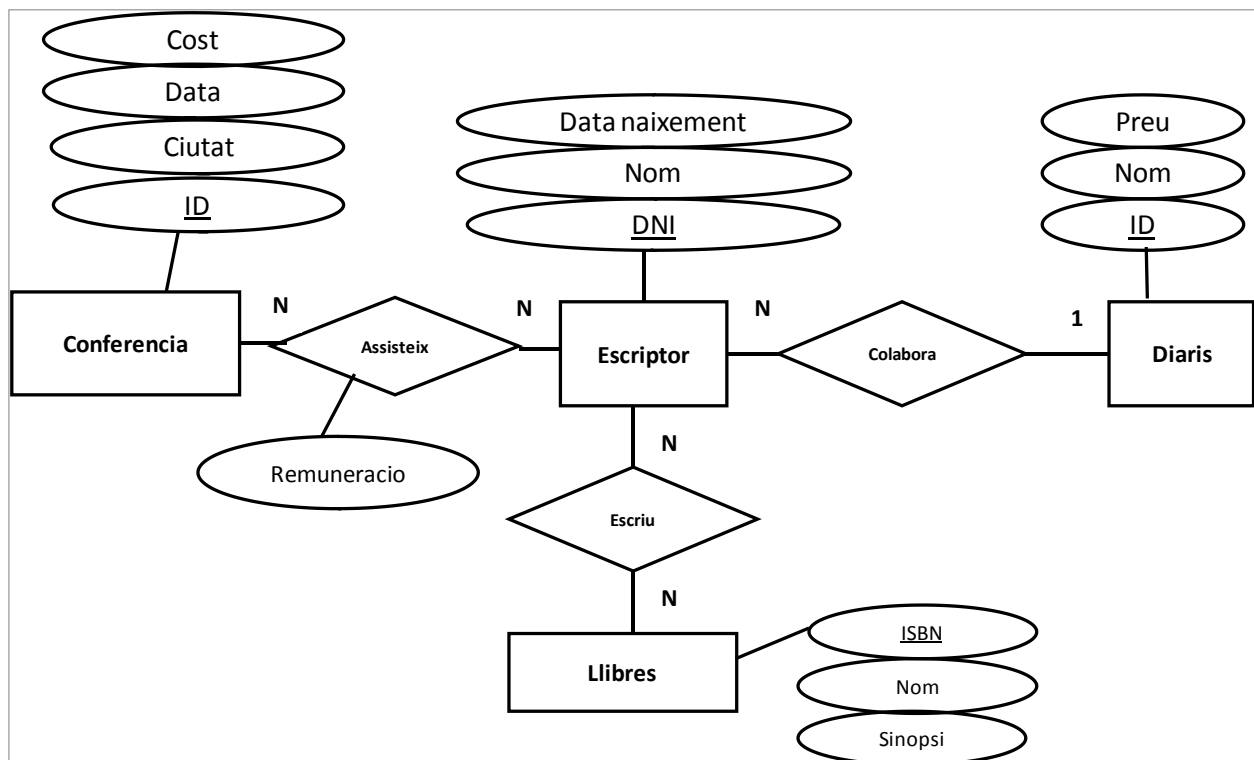 Cost
Data
Ciutat
ID
Data naixement
Nom
DNI
Preu
Nom
ID
Conferencia
N
Assisteix
N
Escriptor
N
Colabora
1
Diaris
Remuneracio
N
Escriu
N
Llibres
ISBN
Nom
Sinopsi